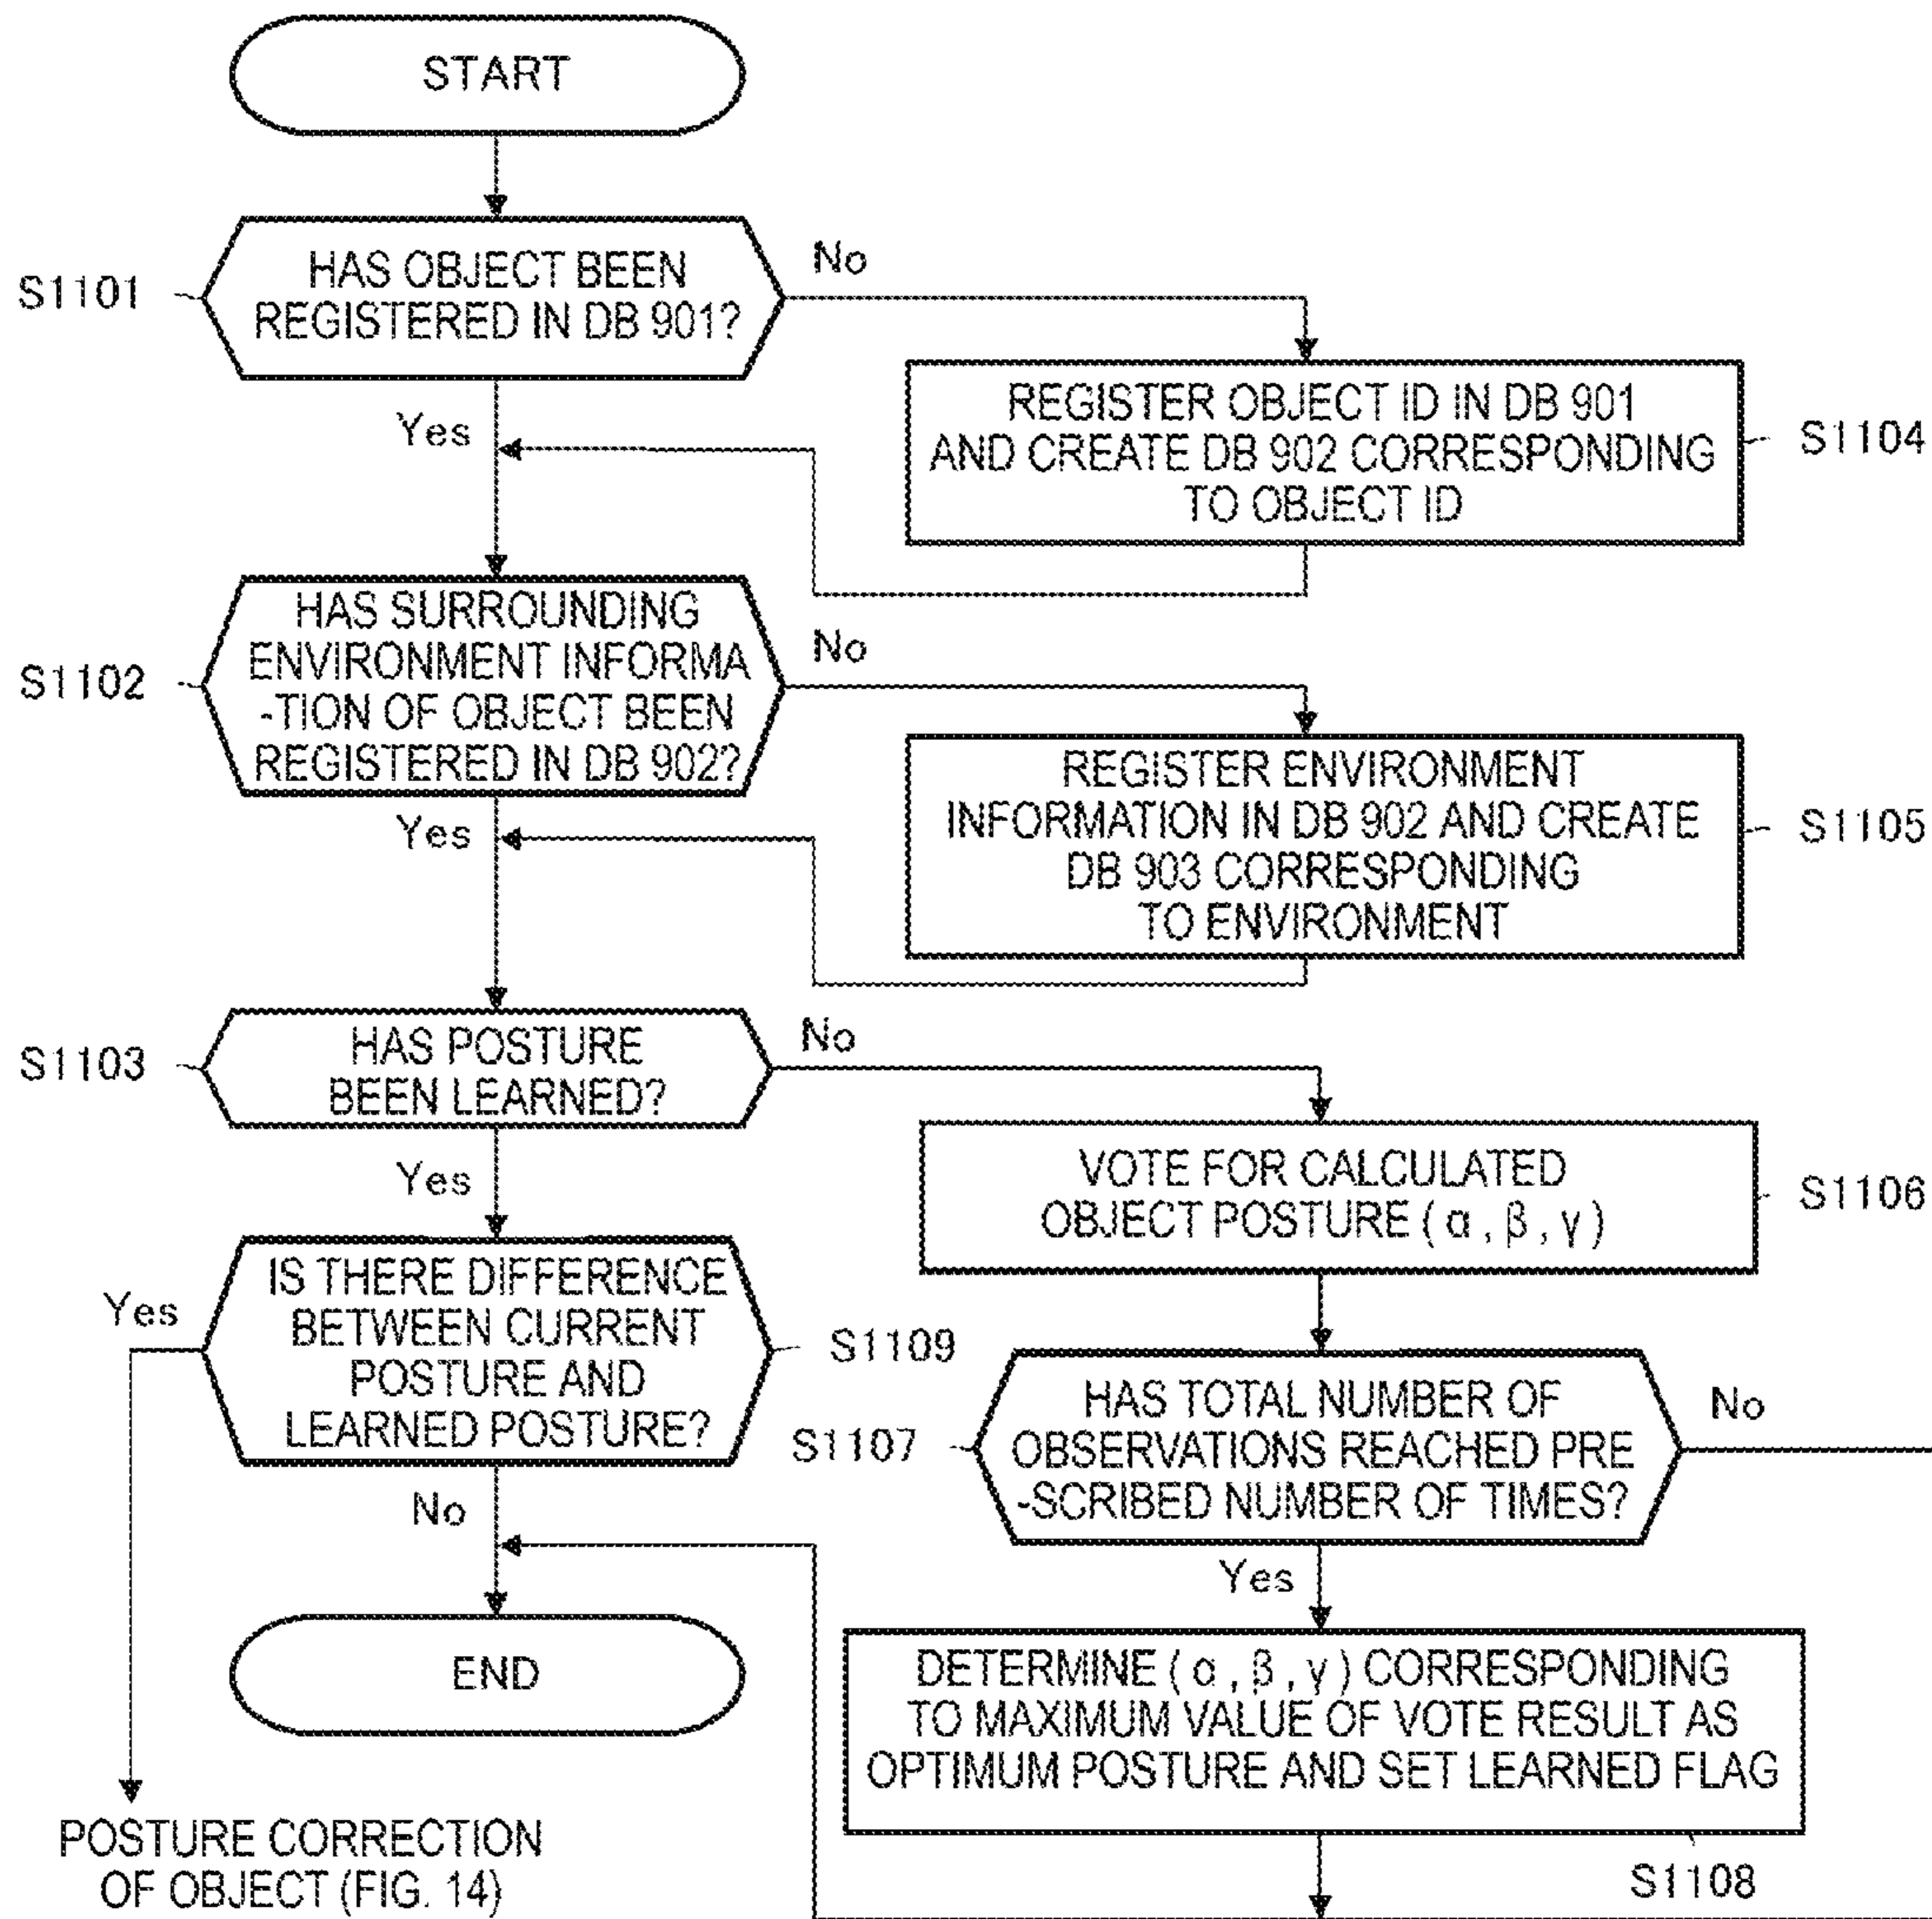 START
S1101
HAS OBJECT BEEN
REGISTERED IN DB 901?
No
Yes
REGISTER OBJECT ID IN DB 901
AND CREATE DB 902 CORRESPONDING
TO OBJECT ID
S1104
S1102
HAS SURROUNDING
ENVIRONMENT INFORMA
-TION OF OBJECT BEEN
REGISTERED IN DB 902?
No
Yes
REGISTER ENVIRONMENT
INFORMATION IN DB 902 AND CREATE
DB 903 CORRESPONDING
TO ENVIRONMENT
S1105
S1103
HAS POSTURE
BEEN LEARNED?
No
Yes
VOTE FOR CALCULATED
OBJECT POSTURE (α, β, γ)
S1106
Yes
IS THERE DIFFERENCE
BETWEEN CURRENT
POSTURE AND
LEARNED POSTURE?
S1109
No
S1107
HAS TOTAL NUMBER OF
OBSERVATIONS REACHED PRE
-SCRIBED NUMBER OF TIMES?
No
Yes
END
DETERMINE (α, β, γ) CORRESPONDING
TO MAXIMUM VALUE OF VOTE RESULT AS
OPTIMUM POSTURE AND SET LEARNED FLAG
S1108
POSTURE CORRECTION
OF OBJECT (FIG. 14)